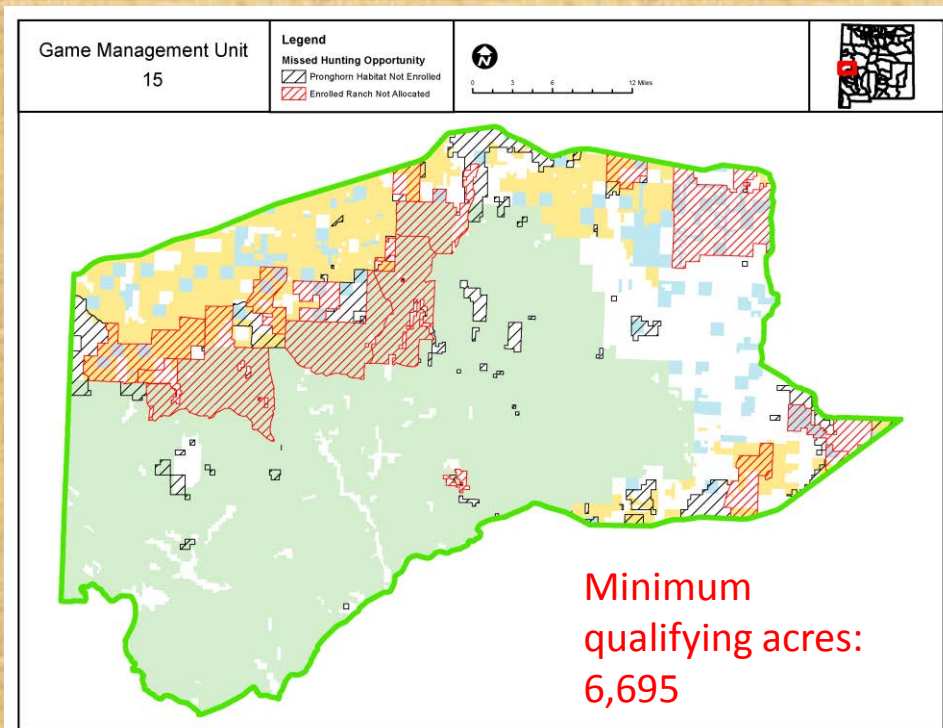 Game Management Unit
15
Legend
Missed Hunting Opportunity
Pronghorn Habitat Not Enrolled
Enrolled Ranch Not Allocated
N
0 3 6 12 Miles
Minimum
qualifying acres:
6,695